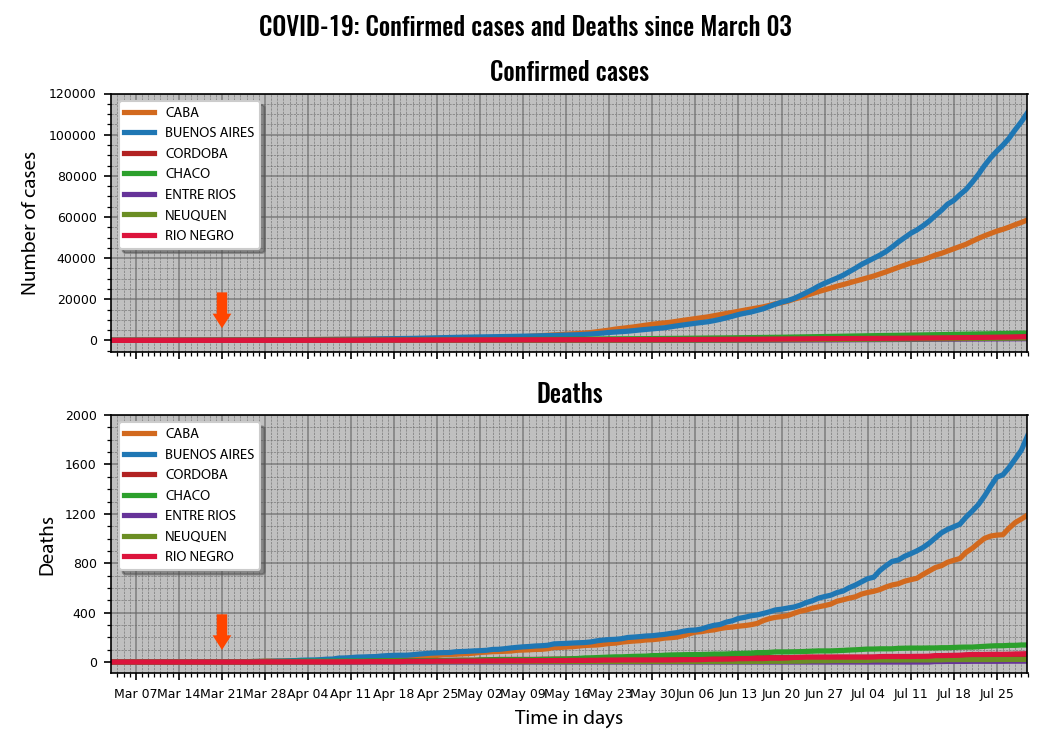 COVID-19: Confirmed cases and Deaths since March 03
Confirmed cases
Number of cases
120000
100000
80000
60000
40000
20000
0
CABA
BUENOS AIRES
CORDOBA
CHACO
ENTRE RIOS
NEUQUEN
RIO NEGRO
Deaths
Deaths
2000
1600
1200
800
400
0
CABA
BUENOS AIRES
CORDOBA
CHACO
ENTRE RIOS
NEUQUEN
RIO NEGRO
Mar 07 Mar 14 Mar 21 Mar 28 Apr 04 Apr 11 Apr 18 Apr 25 May 02 May 09 May 16 May 23 May 30 Jun 06 Jun 13 Jun 20 Jun 27 Jul 04 Jul 11 Jul 18 Jul 25
Time in days